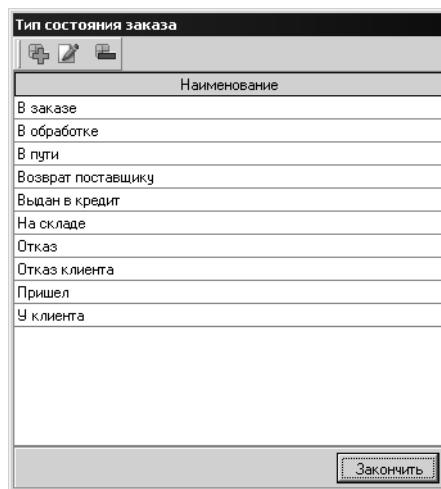 Тип состояния заказа
Наименование
В заказе
В обработке
В пути
Возврат поставщику
Выдан в кредит
На складе
Отказ
Отказ клиента
Пришел
У клиента
Закончить